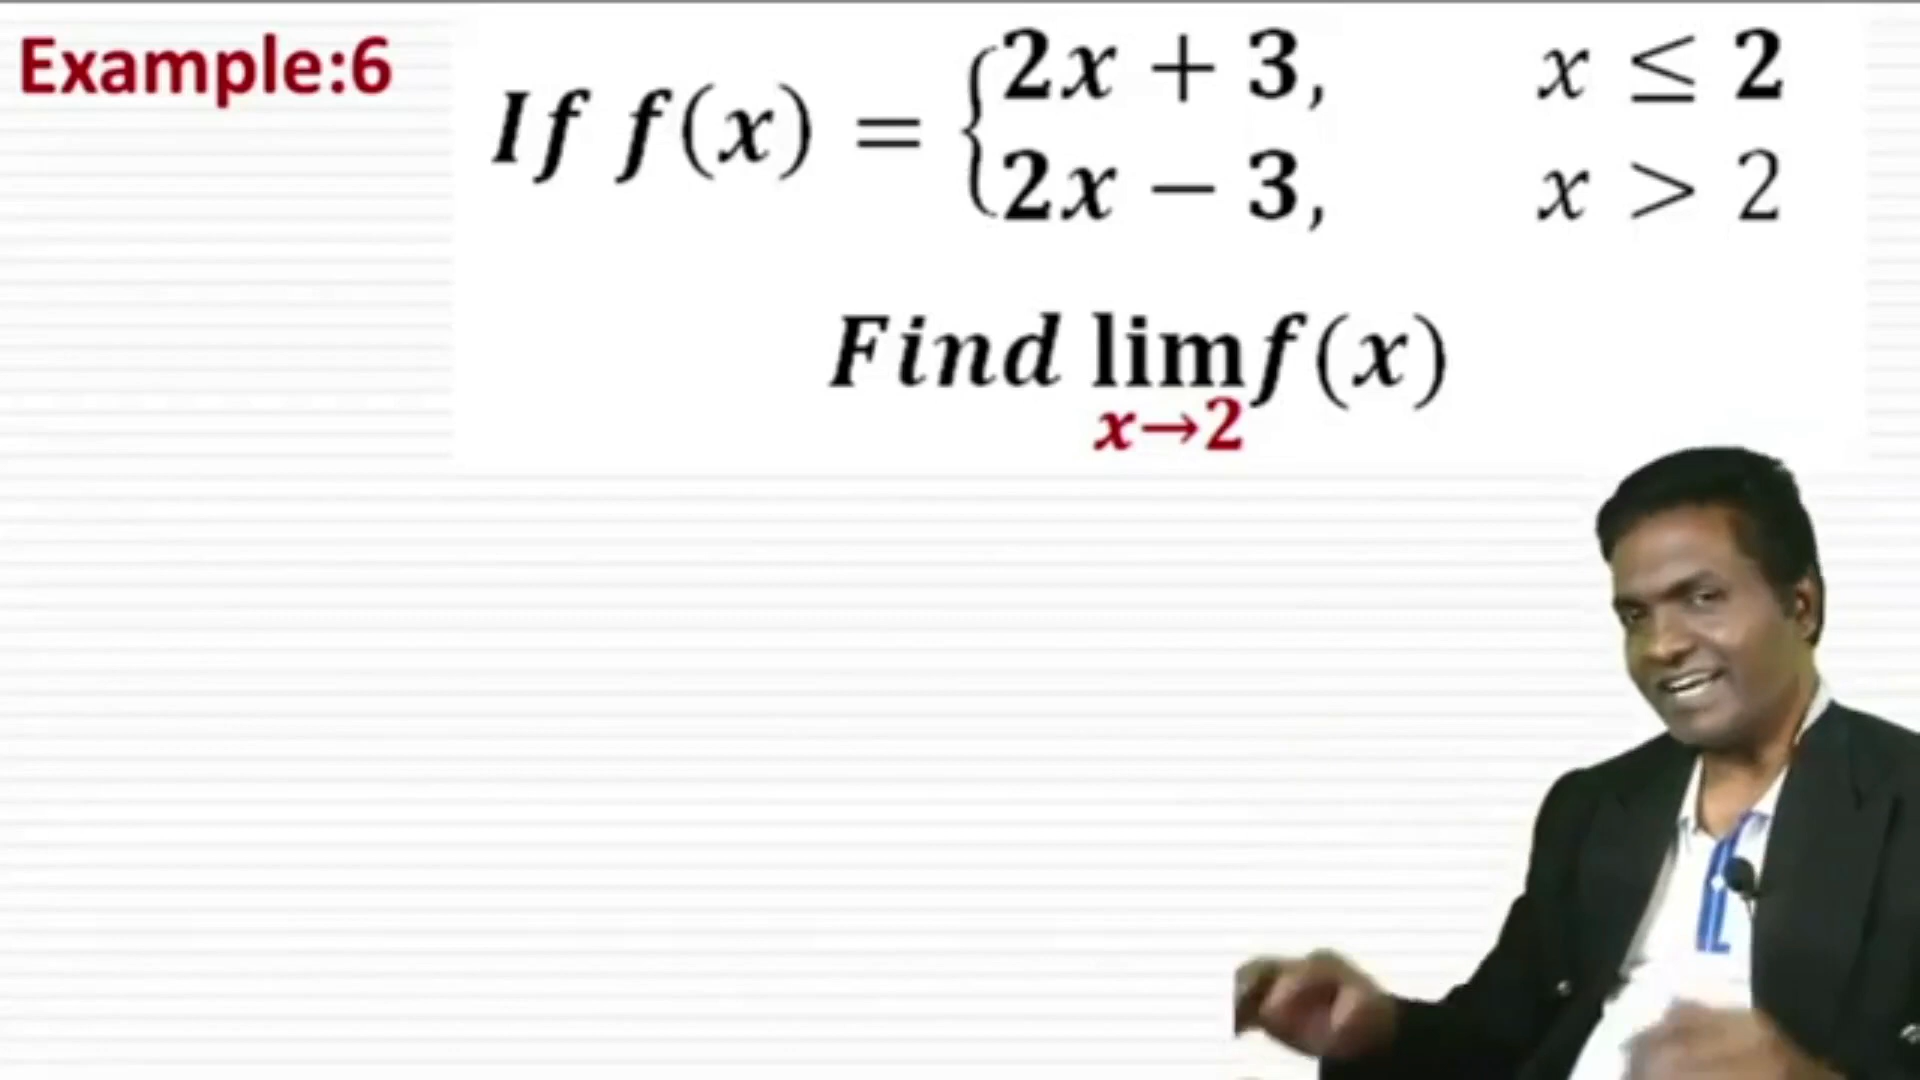 Example:6
If f(x) = { 2x + 3, x ≤ 2
2x − 3, x > 2
Find lim f(x)
x→2